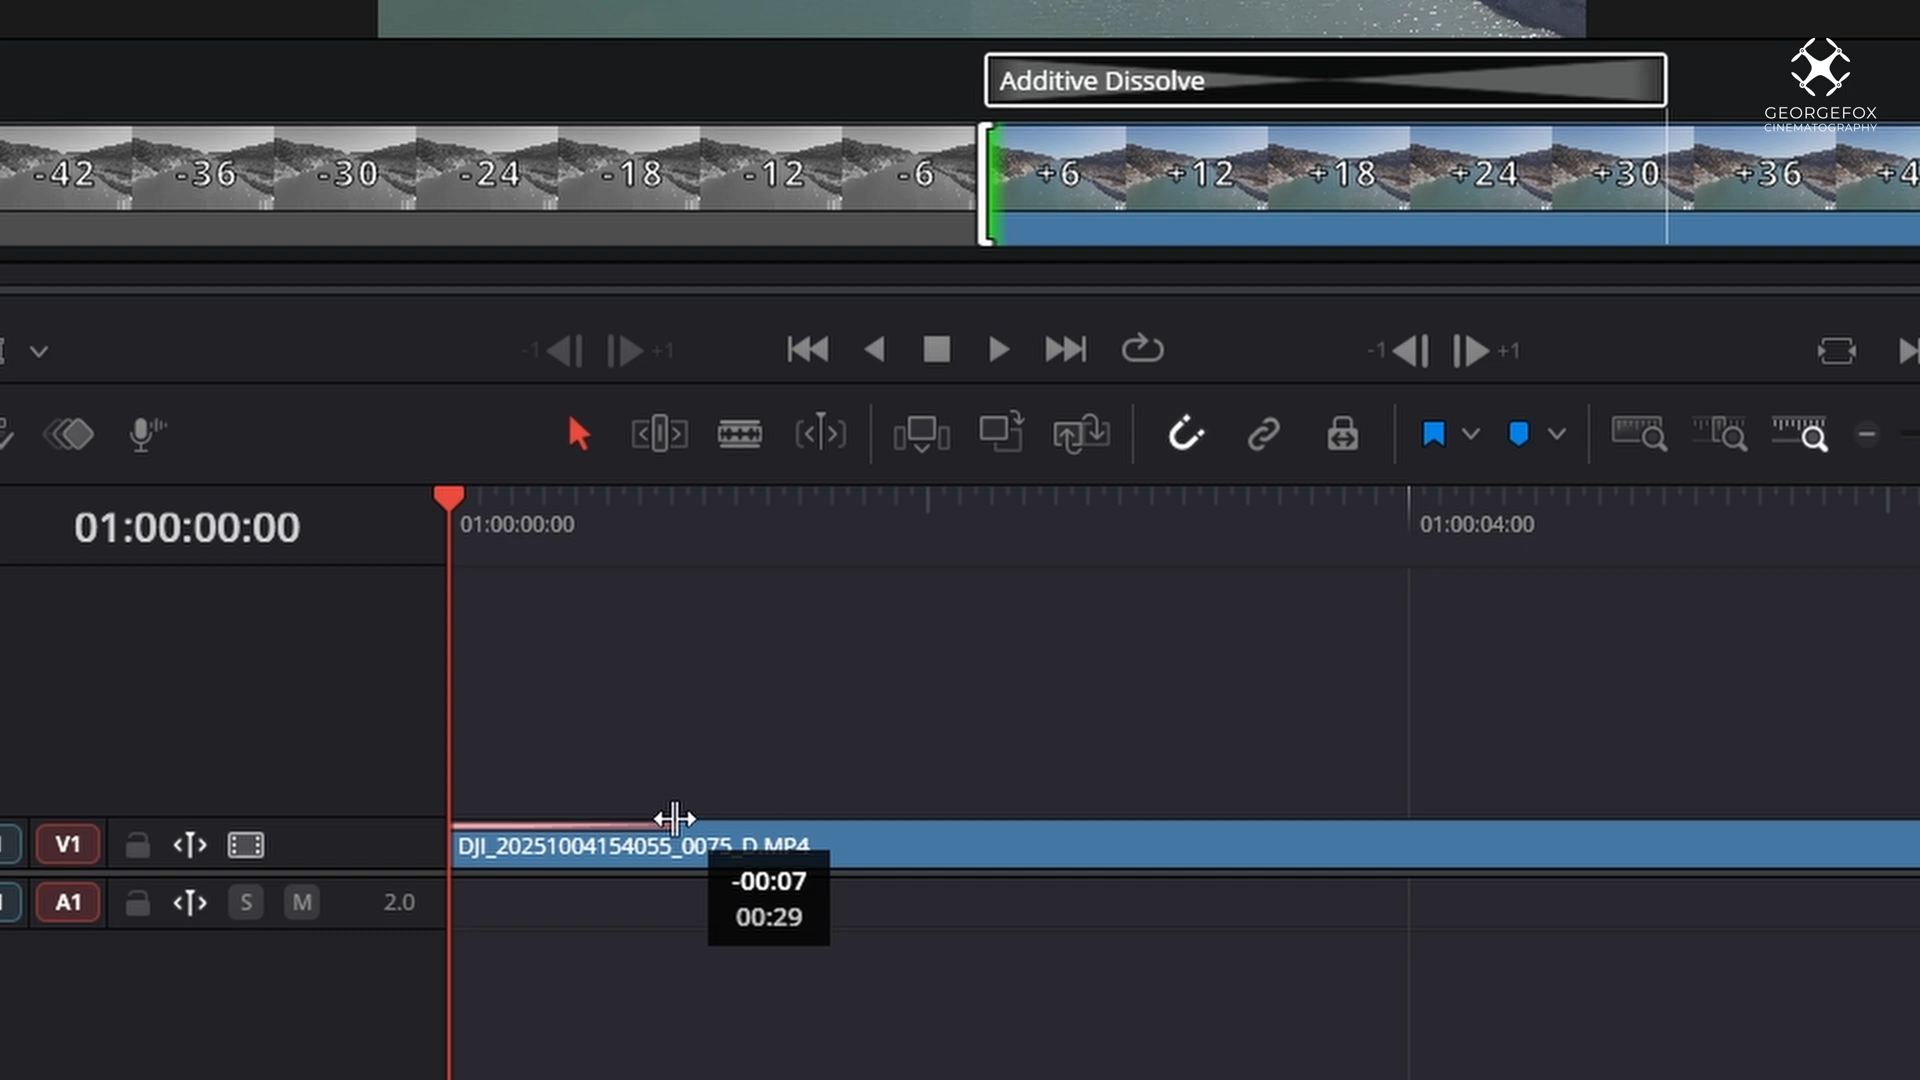 Additive Dissolve
GEORGEFOX
CINEMATOGRAPHY
-42 -36 -30 -24 -18 -12 -6 +6 +12 +18 +24 +30 +36 +4
-1 +1 -1 +1
01:00:00:00 01:00:00:00 01:00:04:00
V1 DJI_20251004154055_0075_D.MP4
-00:07
A1 S M 2.0 00:29